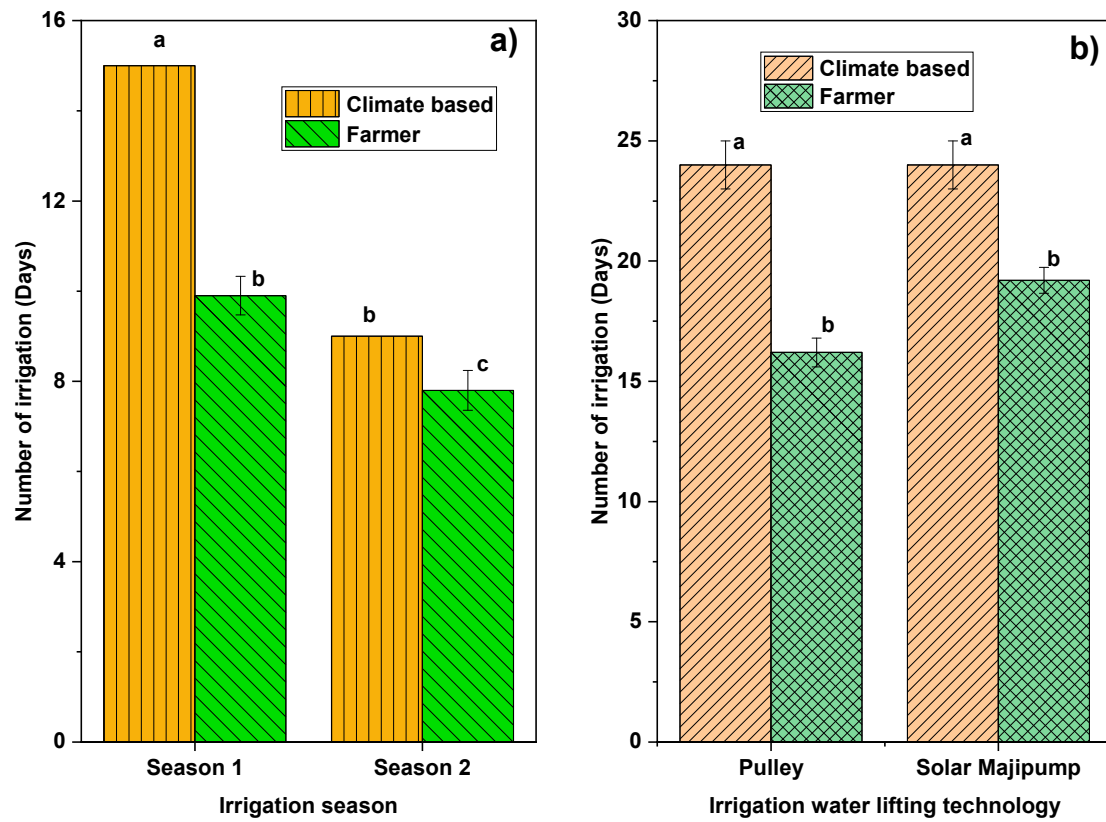 a)
Number of irrigation (Days)
16
12
8
4
0
Climate based
Farmer
a
b
b
c
Season 1
Season 2
Irrigation season
b)
Number of irrigation (Days)
30
25
20
15
10
5
0
Climate based
Farmer
a
b
a
b
Pulley
Solar Majipump
Irrigation water lifting technology